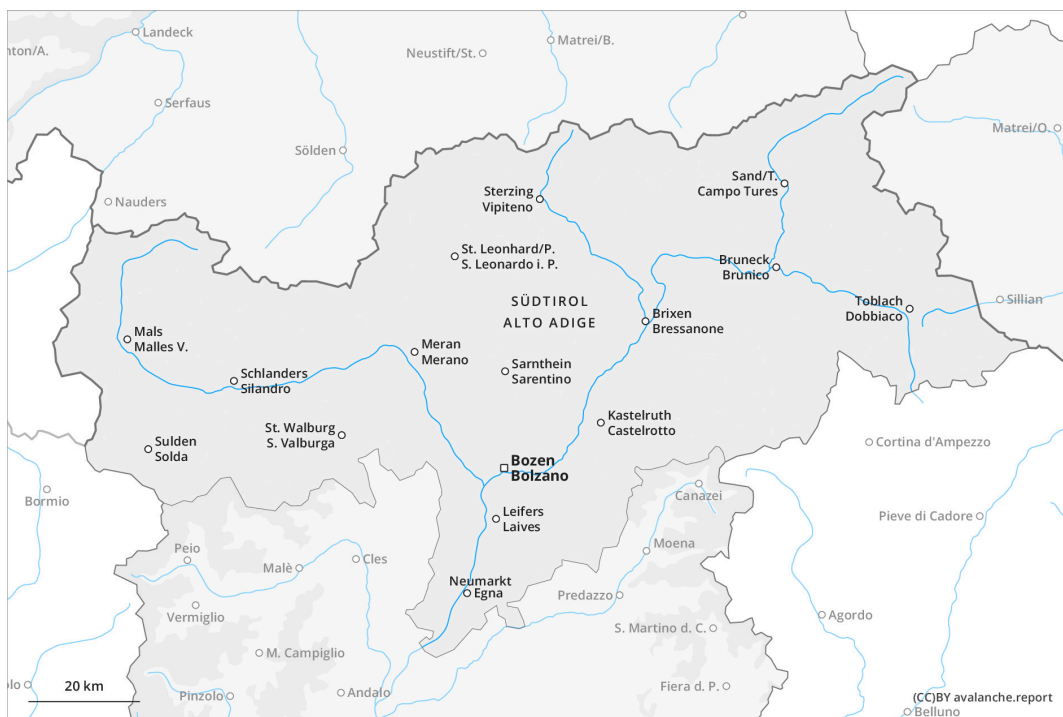 Landeck
nton/A.
Neustift/St.
Matrei/B.
Serfaus
Matrei/O.
Sölden
Sand/T.
Campo Tures
Sterzing
Vipiteno
Nauders
St. Leonhard/P.
S. Leonardo i. P.
Bruneck
Brunico
SÜDTIROL
ALTO ADIGE
Toblach
Dobbiaco
Sillian
Brixen
Bressanone
Mals
Malles V.
Meran
Merano
Sarnthein
Sarentino
Schlanders
Silandro
Kastelruth
Castelrotto
St. Walburg
S. Valburga
Sulden
Solda
Cortina d'Ampezzo
Bozen
Bolzano
Bormio
Canazei
Leifers
Laives
Pieve di Cadore
Peio
Malè
Cles
Moena
Neumarkt
Egna
Predazzo
Vermiglio
Agordo
S. Martino d. C.
M. Campiglio
olo
20 km
Pinzolo
Andalo
Fiera d. P.
(CC)BY avalanche.report
Belluno